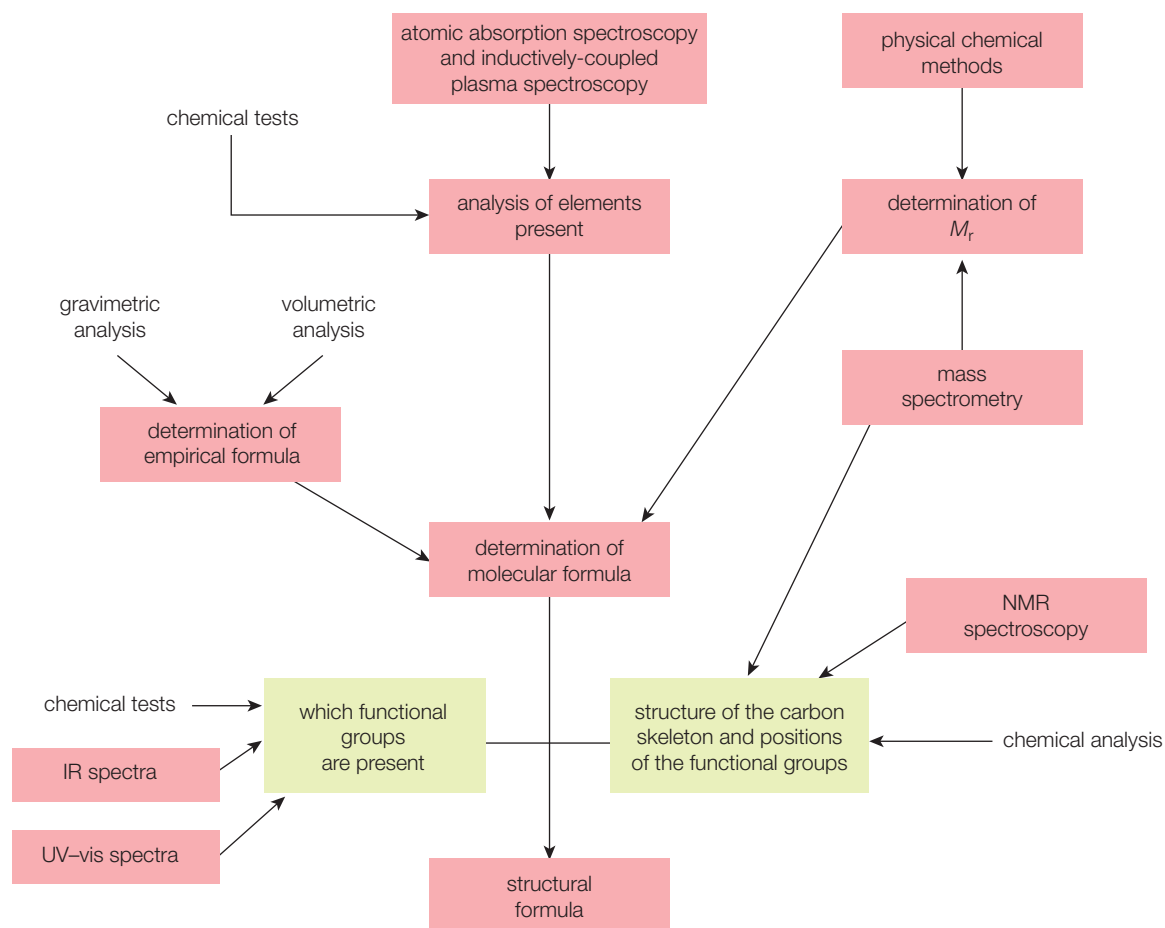 atomic absorption spectroscopy
and inductively-coupled
plasma spectroscopy
physical chemical
methods
chemical tests
analysis of elements
present
determination of
Mr
gravimetric
analysis
volumetric
analysis
mass
spectrometry
determination of
empirical formula
determination of
molecular formula
NMR
spectroscopy
chemical tests
which functional
groups
are present
structure of the carbon
skeleton and positions
of the functional groups
chemical analysis
IR spectra
UV–vis spectra
structural
formula